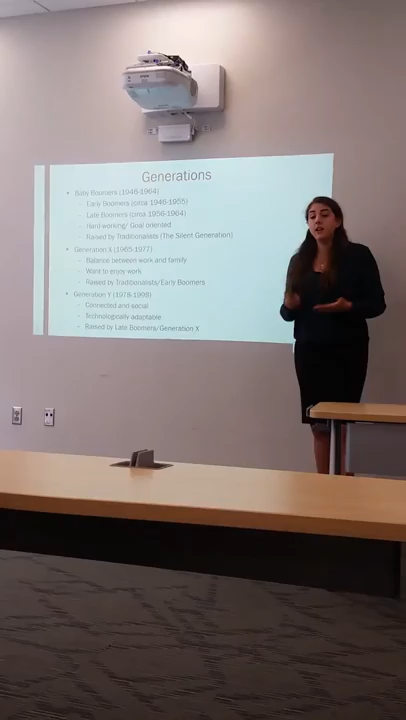 Generations
Baby Boomers (1946-1964)
Early Boomers (circa 1946-1955)
Late Boomers (circa 1956-1964)
Hard-working/ Goal oriented
Raised by Traditionalists (The Silent Generation)
Generation X (1965-1977)
Balance between work and family
Want to enjoy work
Raised by Traditionalists/Early Boomers
Generation Y (1978-1998)
Connected and social
Technologically adaptable
Raised by Late Boomers/Generation X